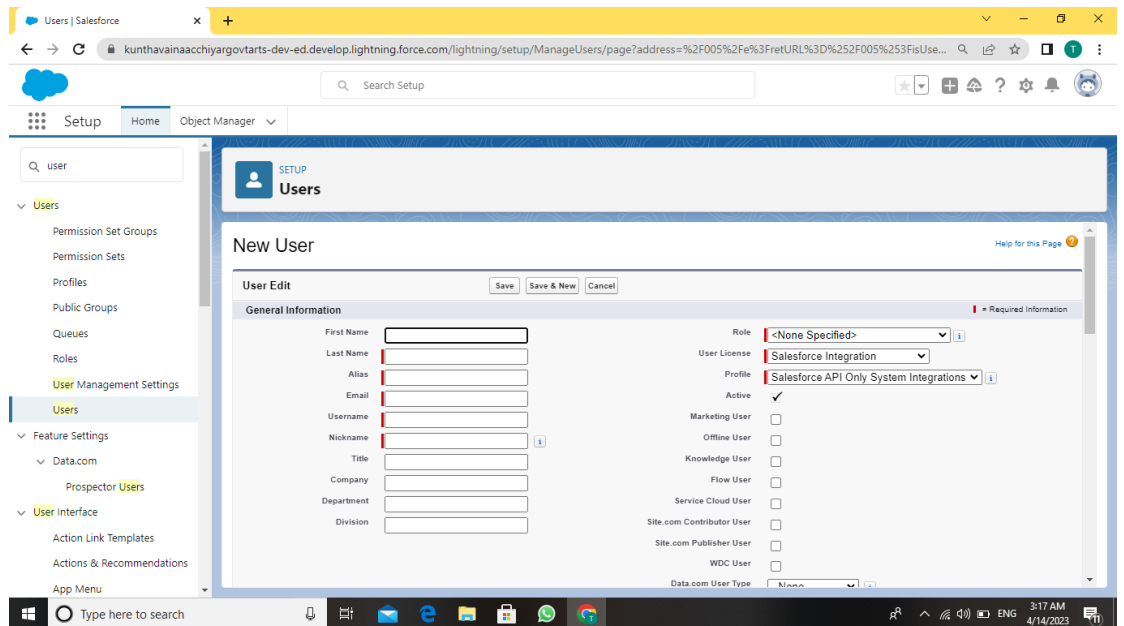 Users | Salesforce
kunthavainaacchiyargovtarts-dev-ed.develop.lightning.force.com/lightning/setup/ManageUsers/page?address=%2F005%2Fe%3FretURL%3D%252F005%253FisUse...
T
Search Setup
Setup
Home
Object Manager
user
Users
Permission Set Groups
Permission Sets
Profiles
Public Groups
Queues
Roles
User Management Settings
Users
Feature Settings
Data.com
Prospector Users
User Interface
Action Link Templates
Actions & Recommendations
App Menu
SETUP
Users
New User
Help for this Page
User Edit
Save
Save & New
Cancel
General Information
= Required Information
First Name
Last Name
Alias
Email
Username
Nickname
Title
Company
Department
Division
Role <None Specified>
User License Salesforce Integration
Profile Salesforce API Only System Integrations
Active
Marketing User
Offline User
Knowledge User
Flow User
Service Cloud User
Site.com Contributor User
Site.com Publisher User
WDC User
Data.com User Type
Type here to search
ENG
3:17 AM
4/14/2023